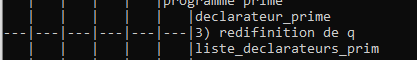 programme prime
|declarateur_prime
---|---|---|---|---|---|3) redifinition de q
|liste_declarateurs_prim